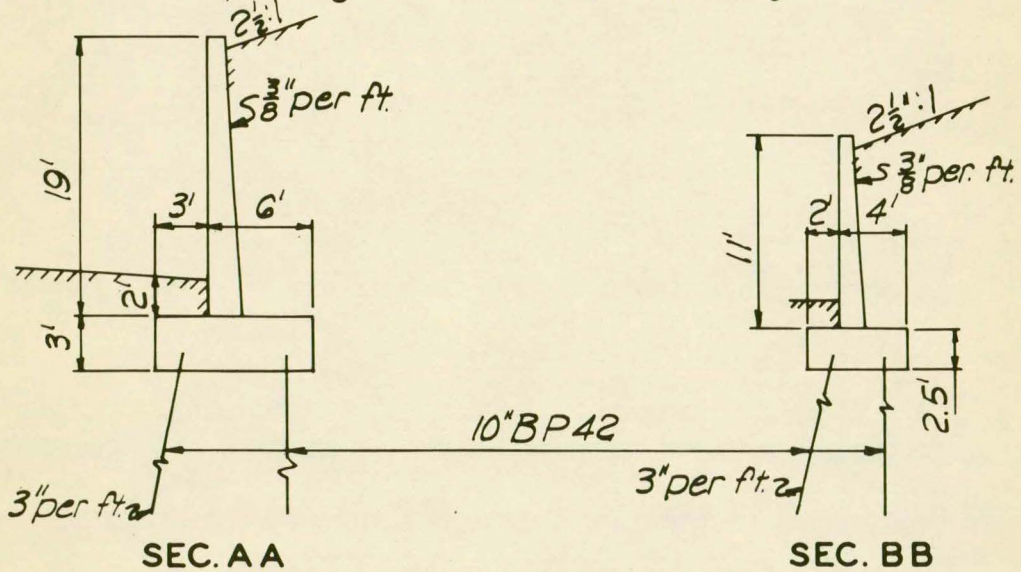 2½:1
S⅜" per ft.
19'
3'
6'
2'
3'
3" per ft.
SEC. AA
10" BP42
2½":1
S ⅜" per. ft.
2'
4'
11'
2.5'
3" per ft.
SEC. BB